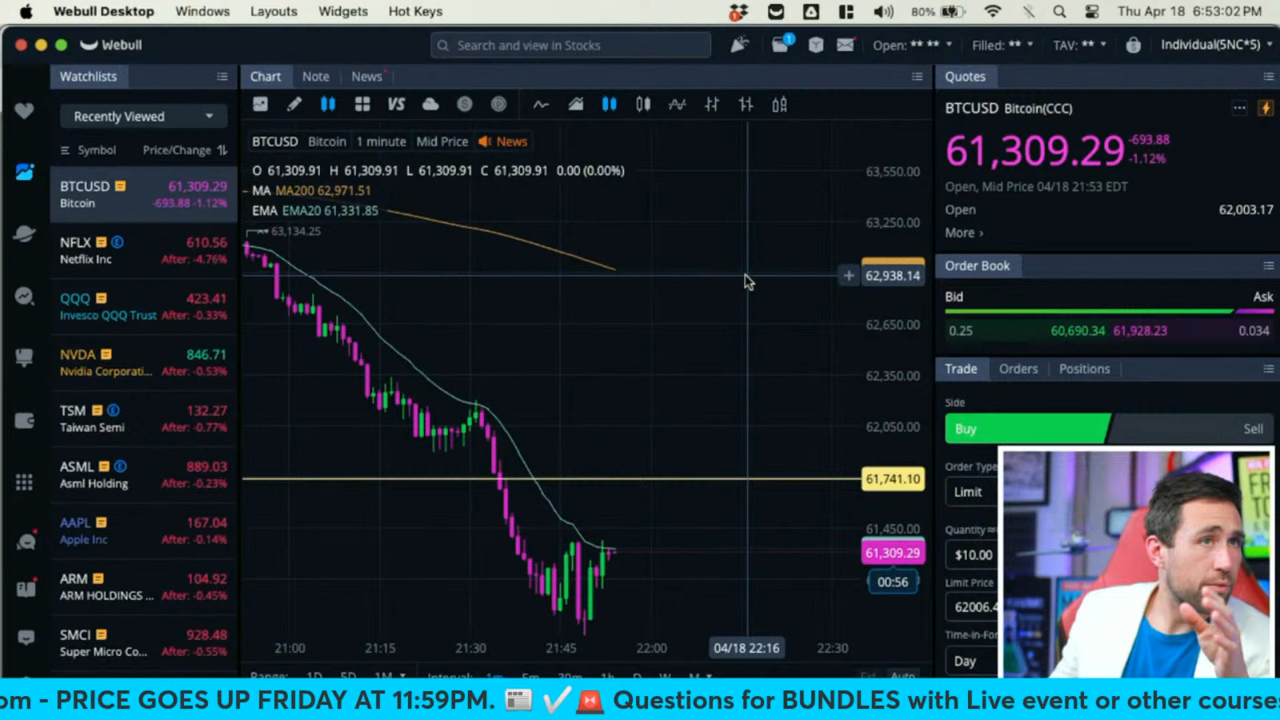 Webull Desktop Windows Layouts Widgets Hot Keys 80% Thu Apr 18 6:53:02 PM
Webull
Search and view in Stocks
1
Open: ** ** Filled: ** TAV: ** Individual(5NC*5)
Watchlists
Recently Viewed
Symbol Price/Change
BTCUSD 61,309.29
Bitcoin -693.88 -1.12%
NFLX 610.56
Netflix Inc After: -4.76%
QQQ 423.41
Invesco QQQ Trust After: -0.33%
NVDA 846.71
Nvidia Corporati... After: -0.53%
TSM 132.27
Taiwan Semi After: -0.77%
ASML 889.03
Asml Holding After: -0.23%
AAPL 167.04
Apple Inc After: -0.14%
ARM 104.92
ARM HOLDINGS ... After: -0.45%
SMCI 928.48
Super Micro Co... After: -0.55%
Chart Note News
VS
BTCUSD Bitcoin 1 minute Mid Price News
O 61,309.91 H 61,309.91 L 61,309.91 C 61,309.91 0.00 (0.00%)
MA MA200 62,971.51
EMA EMA20 61,331.85
63,134.25
63,550.00
63,250.00
62,938.14
62,650.00
62,350.00
62,050.00
61,741.10
61,450.00
61,309.29
00:56
21:00 21:15 21:30 21:45 22:00 04/18 22:16 22:30
Quotes
BTCUSD Bitcoin(CCC)
61,309.29 -693.88
-1.12%
Open, Mid Price 04/18 21:53 EDT
Open 62,003.17
More
Order Book
Bid Ask
0.25 60,690.34 61,928.23 0.034
Trade Orders Positions
Side
Buy Sell
Order Type
Limit
Quantity
$10.00
Limit Price
62006.4
Time-in-For
Day
om - PRICE GOES UP FRIDAY AT 11:59PM. 📰 ✅🚨 Questions for BUNDLES with Live event or other course